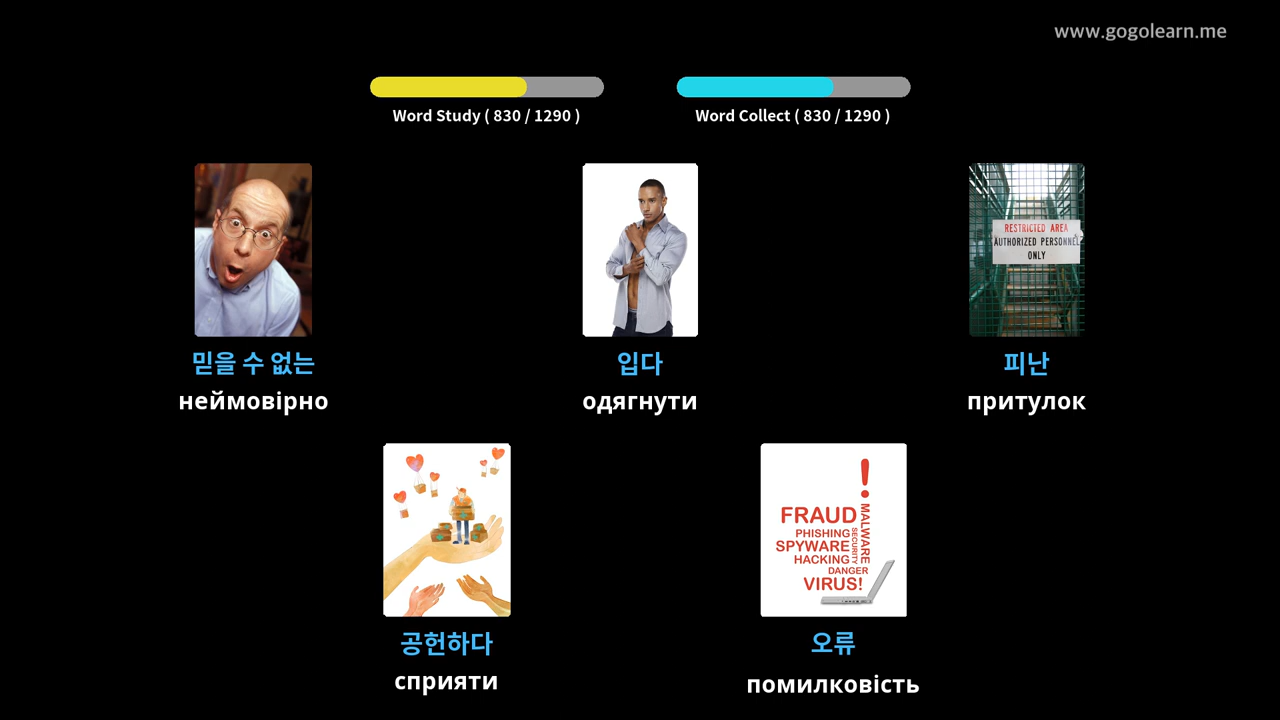 www.gogolearn.me
Word Study ( 830 / 1290 )
Word Collect ( 830 / 1290 )
RESTRICTED AREA
AUTHORIZED PERSONNEL
ONLY
믿을 수 없는
입다
피난
неймовірно
одягнути
притулок
!
FRAUD
MALWARE
PHISHING
SECURITY
SPYWARE
HACKING
DANGER
VIRUS!
공헌하다
오류
сприяти
помилковість